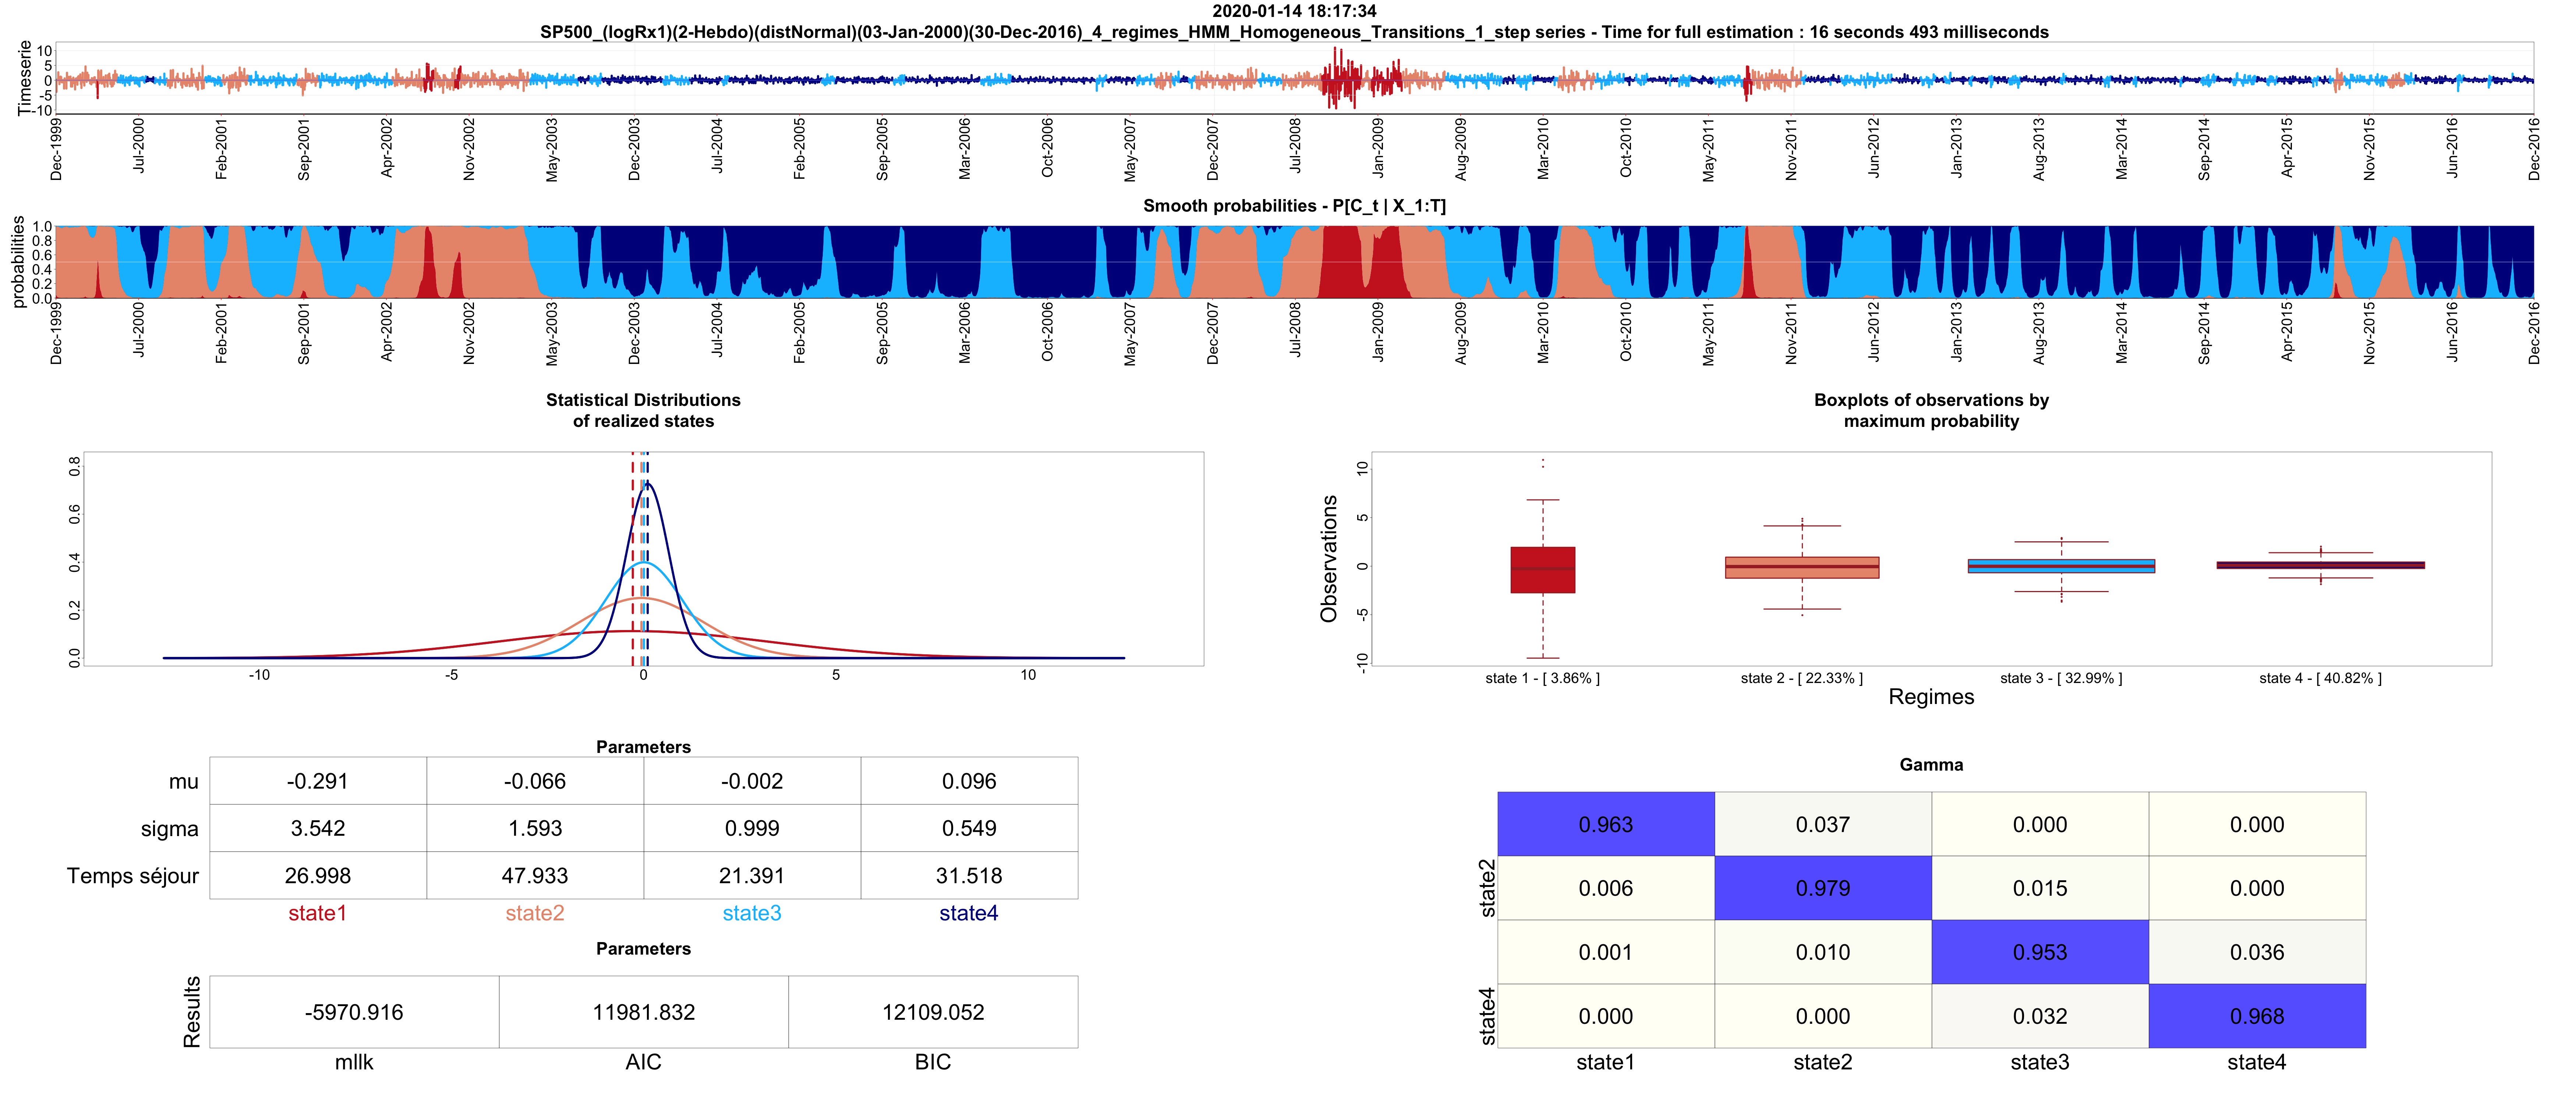 2020-01-14 18:17:34
SP500_(logRx1)(2-Hebdo)(distNormal)(03-Jan-2000)(30-Dec-2016)_4_regimes_HMM_Homogeneous_Transitions_1_step series - Time for full estimation : 16 seconds 493 milliseconds
Timeserie
10
5
0
-5
-10
Dec-1999 Jul-2000 Feb-2001 Sep-2001 Apr-2002 Nov-2002 May-2003 Dec-2003 Jul-2004 Feb-2005 Sep-2005 Mar-2006 Oct-2006 May-2007 Dec-2007 Jul-2008 Jan-2009 Aug-2009 Mar-2010 Oct-2010 May-2011 Nov-2011 Jun-2012 Jan-2013 Aug-2013 Mar-2014 Sep-2014 Apr-2015 Nov-2015 Jun-2016 Dec-2016
Smooth probabilities - P[C_t | X_1:T]
probabilities
1.0
0.8
0.6
0.4
0.2
0.0
Dec-1999 Jul-2000 Feb-2001 Sep-2001 Apr-2002 Nov-2002 May-2003 Dec-2003 Jul-2004 Feb-2005 Sep-2005 Mar-2006 Oct-2006 May-2007 Dec-2007 Jul-2008 Jan-2009 Aug-2009 Mar-2010 Oct-2010 May-2011 Nov-2011 Jun-2012 Jan-2013 Aug-2013 Mar-2014 Sep-2014 Apr-2015 Nov-2015 Jun-2016 Dec-2016
Statistical Distributions
of realized states
0.8
0.6
0.4
0.2
0.0
-10 -5 0 5 10
Boxplots of observations by
maximum probability
Observations
10
5
0
-5
-10
state 1 - [ 3.86% ] state 2 - [ 22.33% ] state 3 - [ 32.99% ] state 4 - [ 40.82% ]
Regimes
Parameters
mu -0.291 -0.066 -0.002 0.096
sigma 3.542 1.593 0.999 0.549
Temps séjour 26.998 47.933 21.391 31.518
state1 state2 state3 state4
Parameters
Results -5970.916 11981.832 12109.052
mllk AIC BIC
Gamma
0.963 0.037 0.000 0.000
state2 0.006 0.979 0.015 0.000
0.001 0.010 0.953 0.036
state4 0.000 0.000 0.032 0.968
state1 state2 state3 state4